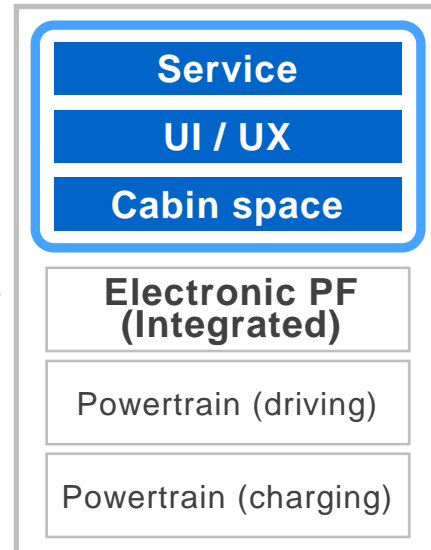 Service
UI / UX
Cabin space
Electronic PF
(Integrated)
Powertrain (driving)
Powertrain (charging)